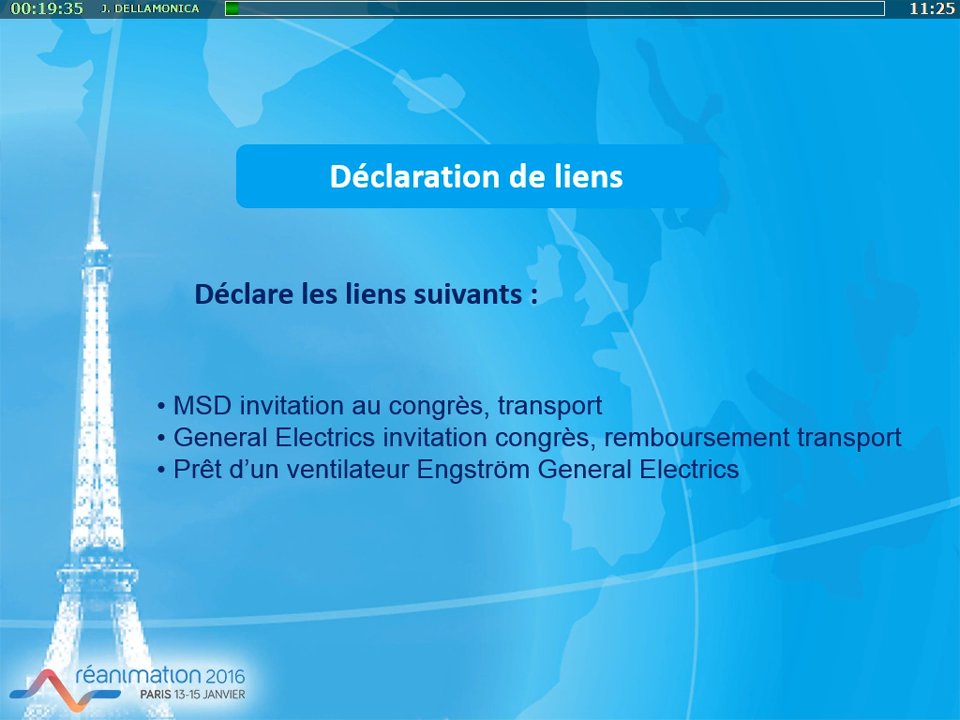 00:19:35 J. DELLAMONICA 11:25
Déclaration de liens
Déclare les liens suivants :
• MSD invitation au congrès, transport
• General Electrics invitation congrès, remboursement transport
• Prêt d’un ventilateur Engström General Electrics
réanimation 2016
PARIS 13-15 JANVIER